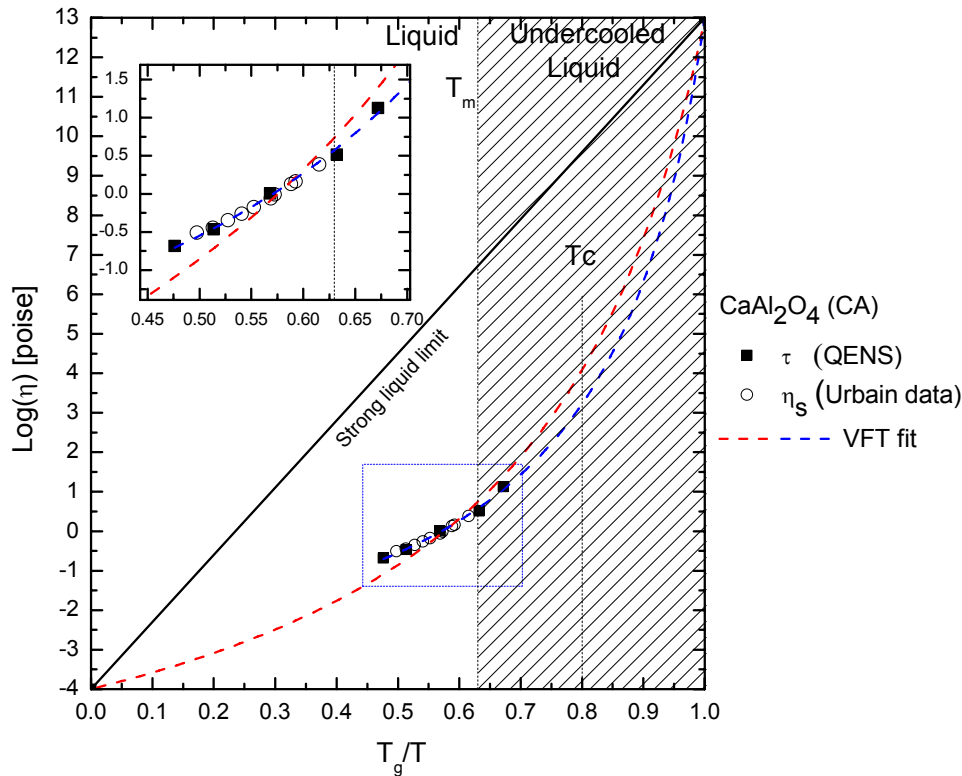 13
12
11
10
9
8
7
6
5
4
3
2
1
0
-1
-2
-3
-4
Log(η) [poise]
Liquid
Undercooled
Liquid
T_m
Tc
Strong liquid limit
1.5
1.0
0.5
0.0
-0.5
-1.0
0.45 0.50 0.55 0.60 0.65 0.70
0.0 0.1 0.2 0.3 0.4 0.5 0.6 0.7 0.8 0.9 1.0
T_g/T
CaAl₂O₄ (CA)
τ (QENS)
η_s (Urbain data)
VFT fit